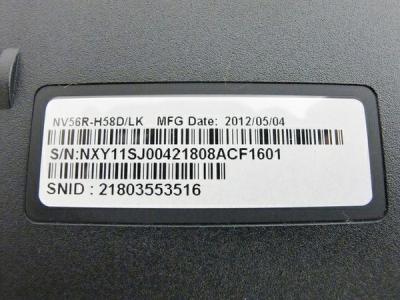 NV56R-H58D/LK MFG Date: 2012/05/04
S/N:NXY11SJ00421808ACF1601
SNID : 21803553516